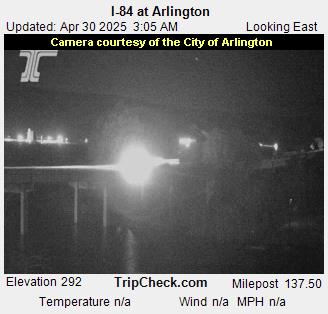 I-84 at Arlington
Updated: Apr 30 2025 3:05 AM Looking East
Camera courtesy of the City of Arlington
Elevation 292 TripCheck.com Milepost 137.50
Temperature n/a Wind n/a MPH n/a